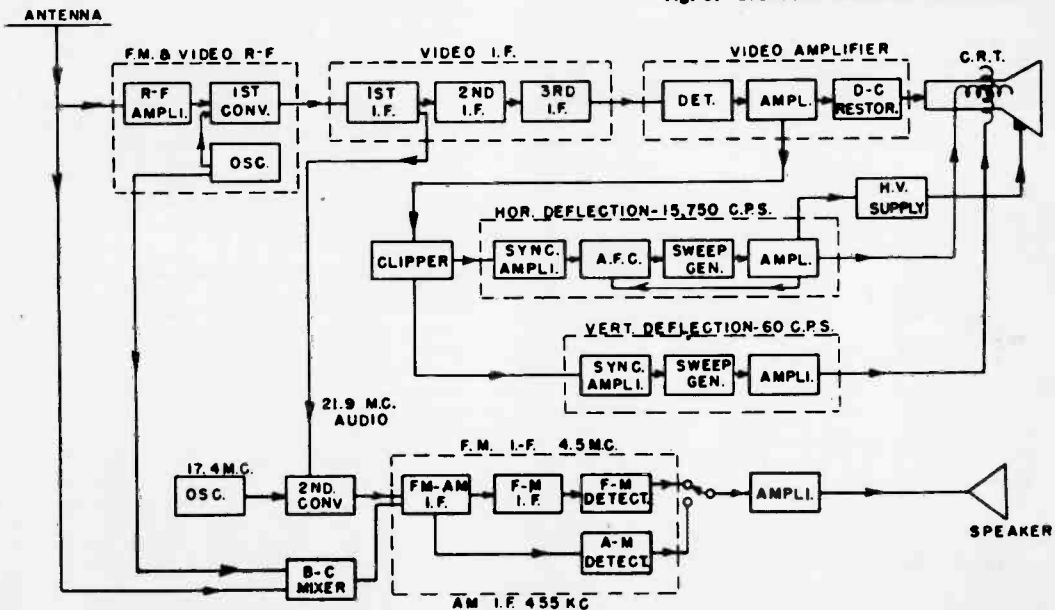 ANTENNA
F.M. & VIDEO R-F
VIDEO I.F.
VIDEO AMPLIFIER
C.R.T.
R-F
AMPLI.
1ST
CONV.
1ST
I.F.
2ND
I.F.
3RD
I.F.
DET.
AMPL.
D-C
RESTOR.
OSC.
H.V.
SUPPLY
HOR. DEFLECTION-15,750 C.P.S.
CLIPPER
SYNC.
AMPLI.
A.F.C.
SWEEP
GEN.
AMPL.
VERT. DEFLECTION-60 C.P.S.
SYNC.
AMPLI.
SWEEP
GEN.
AMPLI.
21.9 M.C.
AUDIO
F.M. I-F. 4.5 M.C.
17.4 M.C.
OSC.
2ND.
CONV
FM-AM
I.F.
F-M
I.F.
F-M
DETECT.
AMPLI.
SPEAKER
A-M
DETECT.
B-C
MIXER
AM I.F. 455 KC